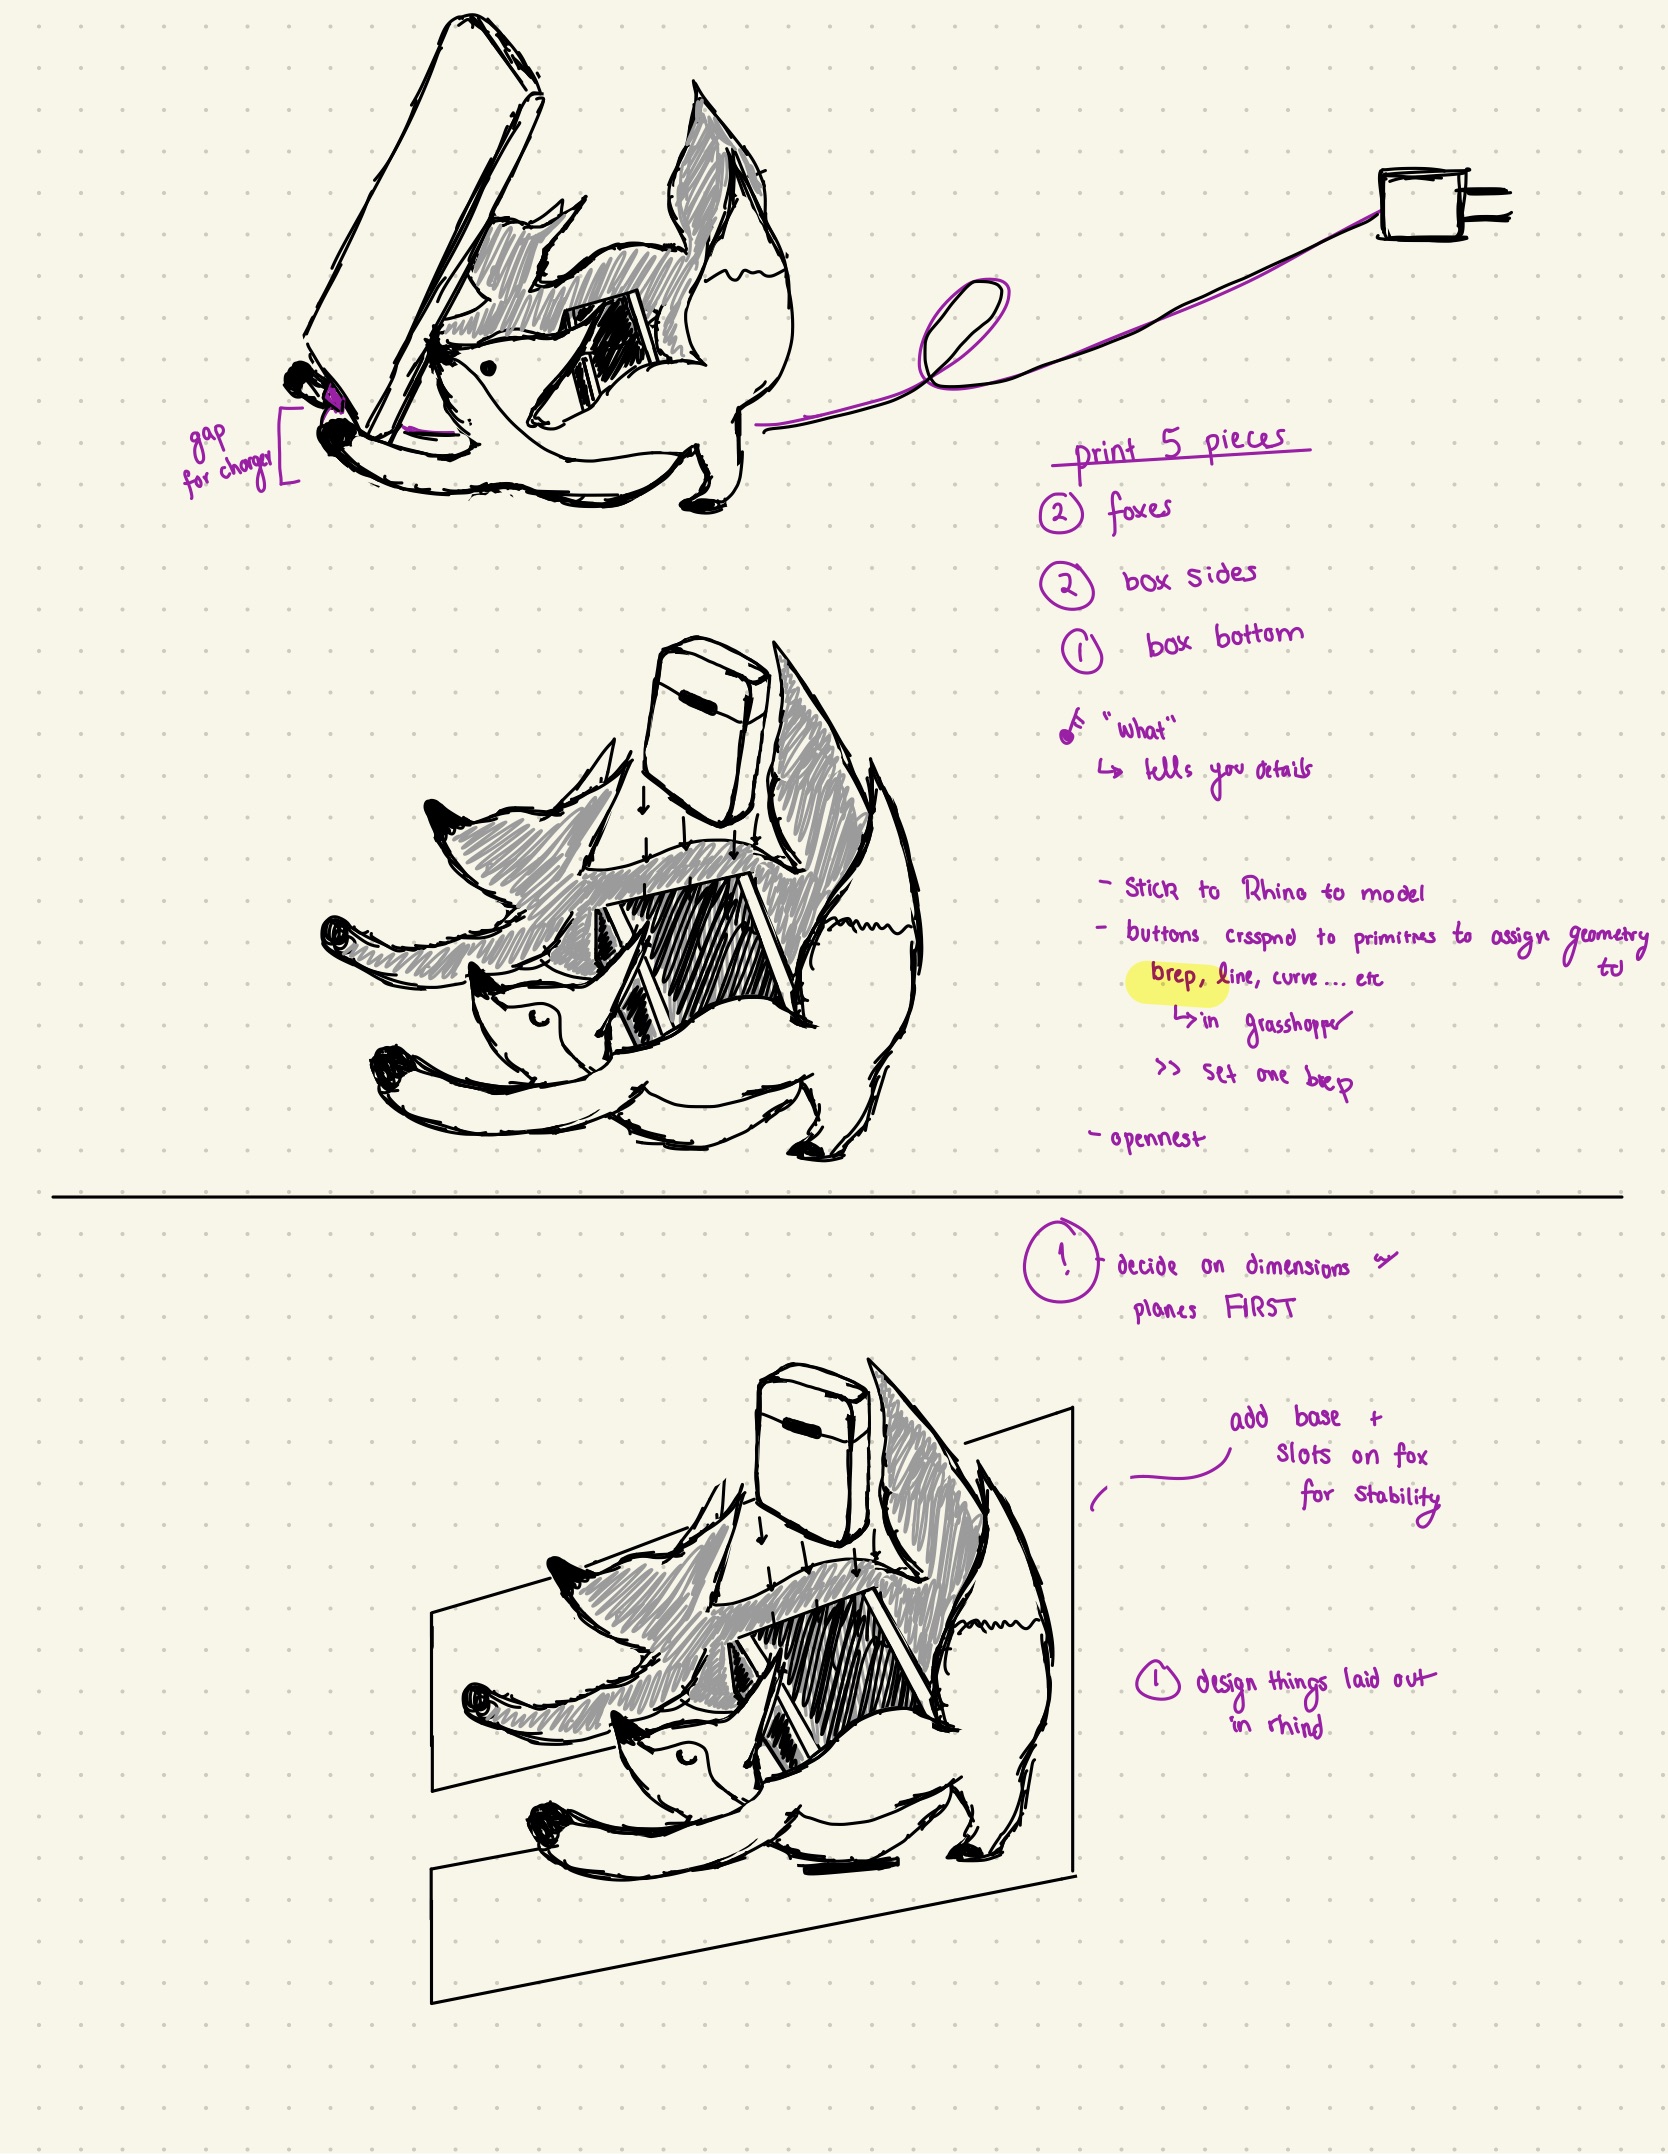 gap
for charger
print 5 pieces
2 foxes
2 box sides
1 box bottom
"what"
↳ tells you details
- Stick to Rhino to model
- buttons crsspnd to primitives to assign geometry
to
brep, line, curve... etc
↳ in grasshopper
>> set one brep
- opennest
! - decide on dimensions
planes FIRST
add base +
slots on fox
for stability
1 design things laid out
in rhino